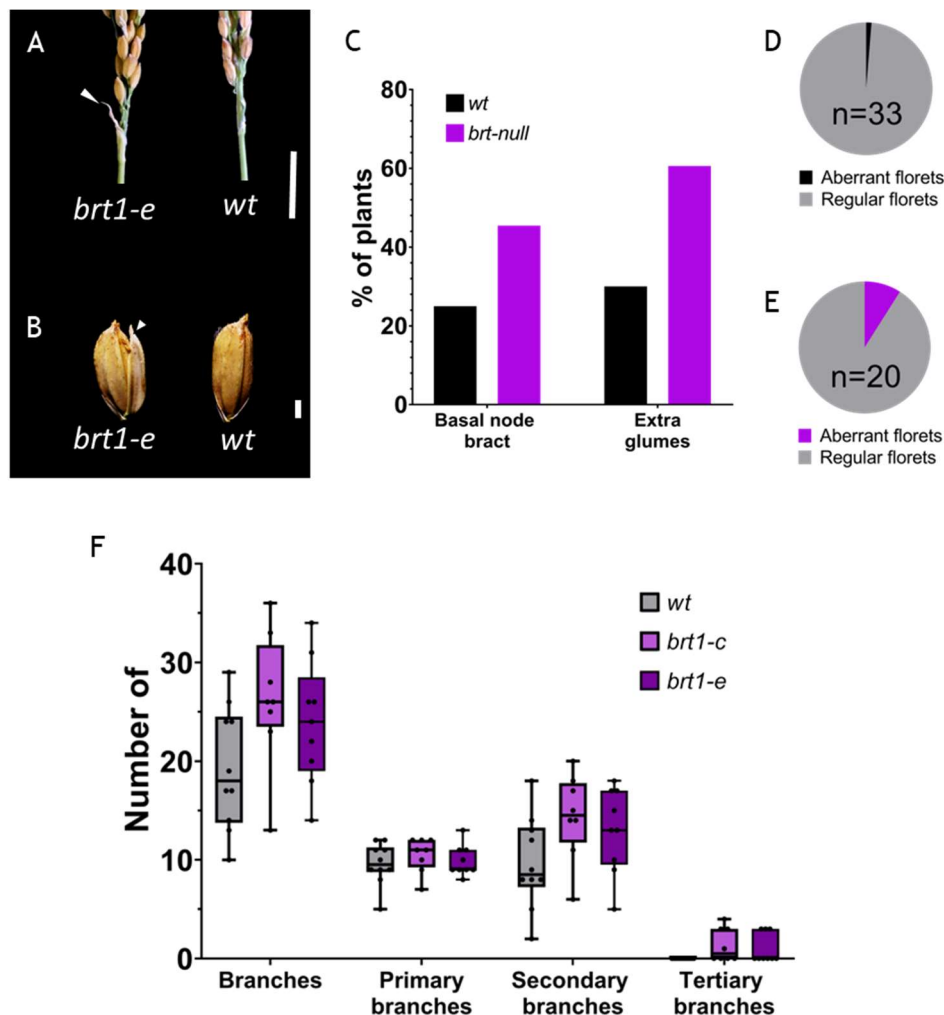 A
brt1-e
wt
B
brt1-e
wt
C
% of plants
80
60
40
20
0
wt
brt-null
Basal node
bract
Extra
glumes
D
n=33
Aberrant florets
Regular florets
E
n=20
Aberrant florets
Regular florets
F
Number of
40
30
20
10
0
wt
brt1-c
brt1-e
Branches
Primary
branches
Secondary
branches
Tertiary
branches